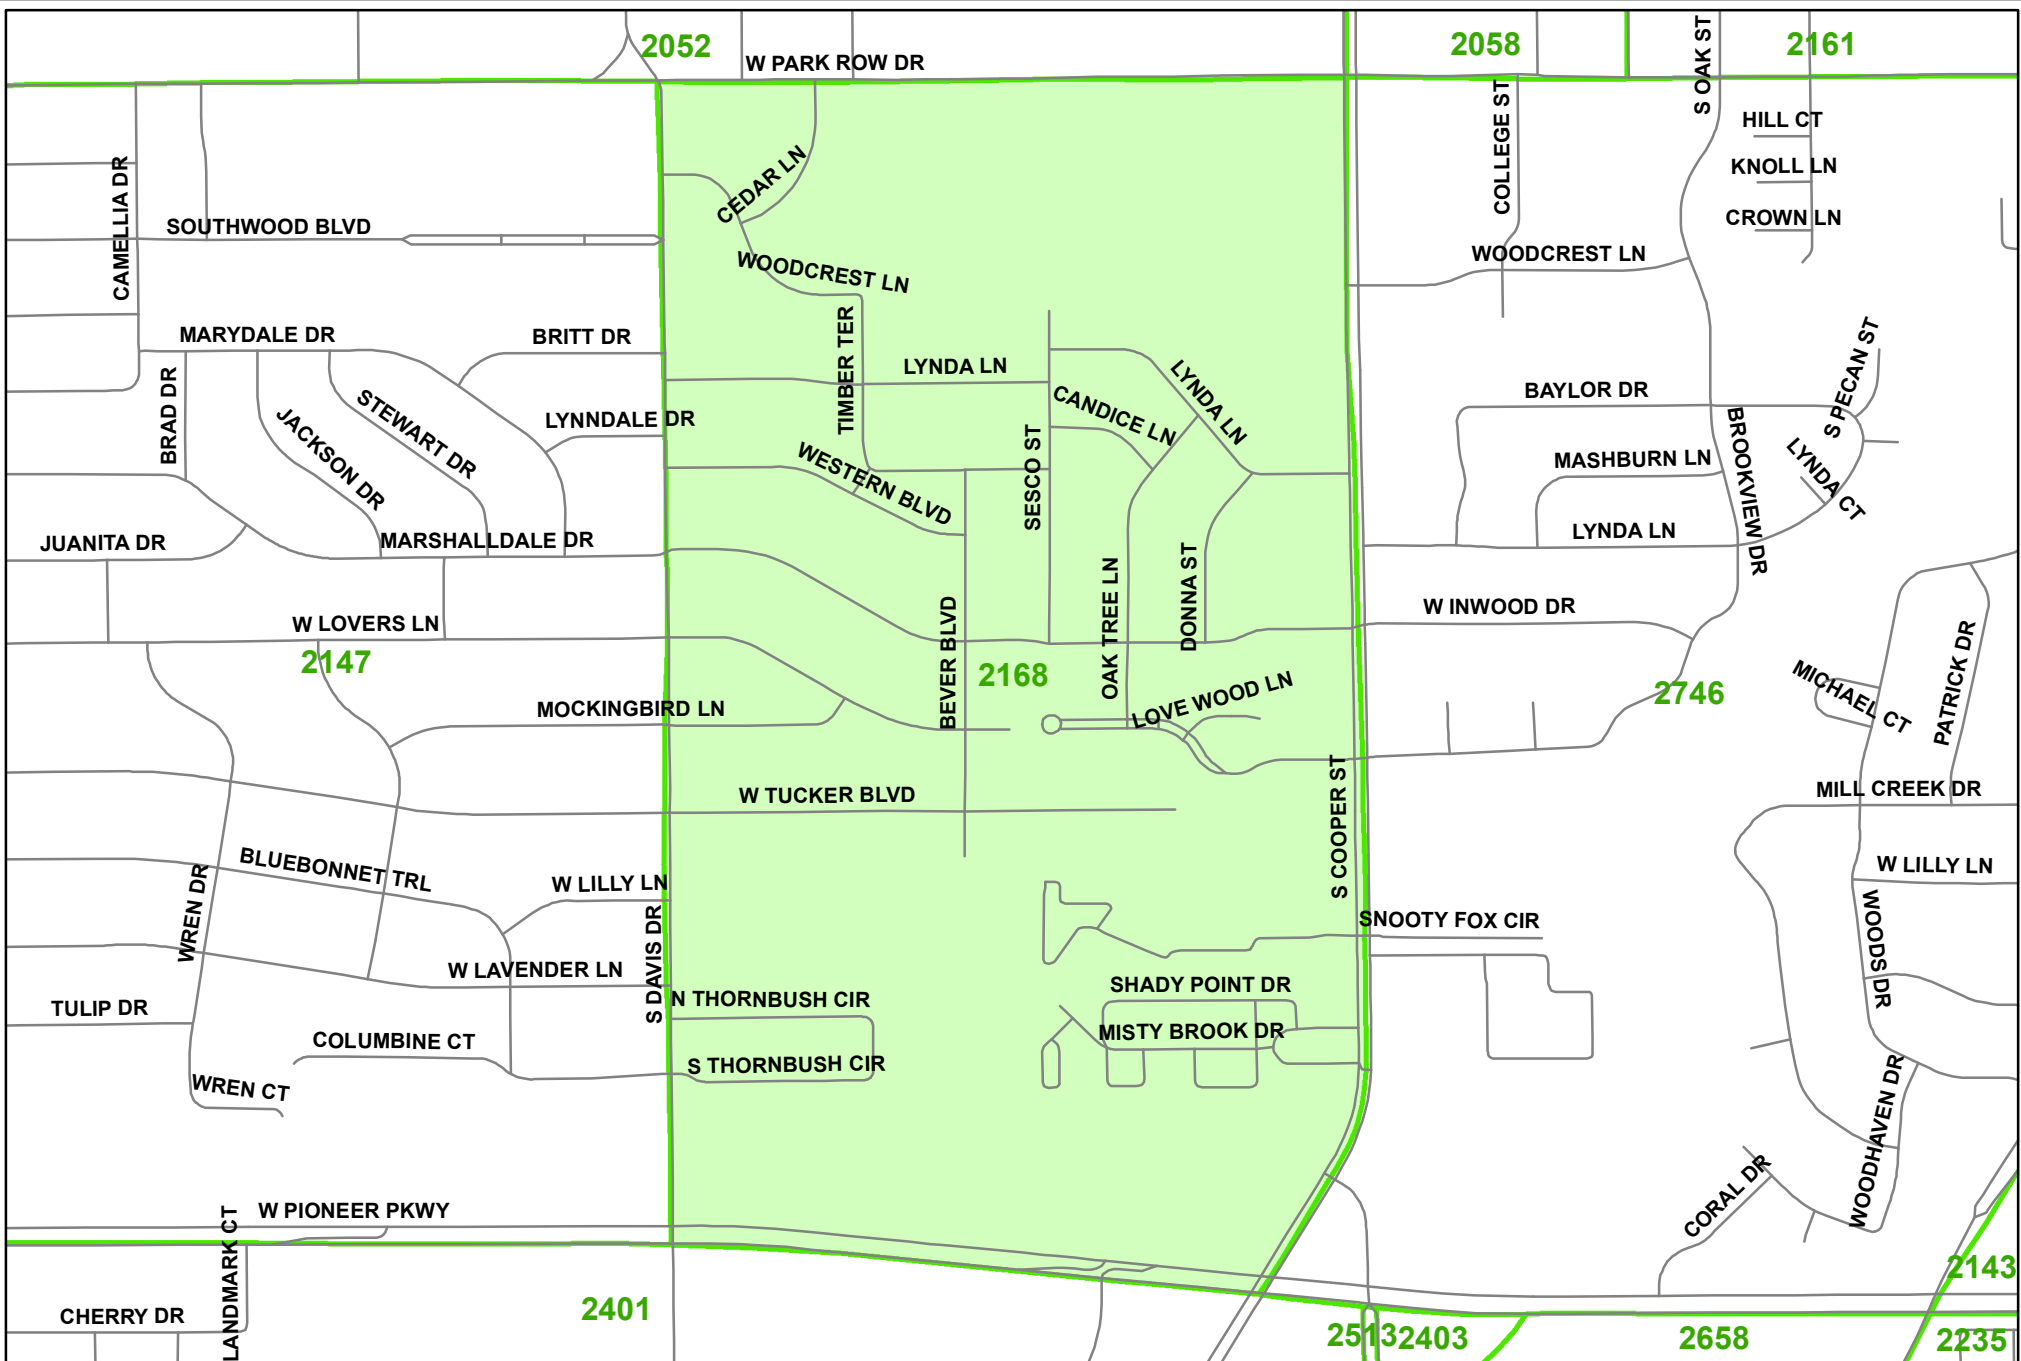 2052
2058
2161
W PARK ROW DR
S OAK ST
COLLEGE ST
HILL CT
KNOLL LN
CROWN LN
CEDAR LN
CAMELLIA DR
SOUTHWOOD BLVD
WOODCREST LN
WOODCREST LN
MARYDALE DR
BRITT DR
TIMBER TER
LYNDA LN
LYNDA LN
CANDICE LN
BAYLOR DR
S PECAN ST
BRAD DR
JACKSON DR
STEWART DR
LYNNDALE DR
WESTERN BLVD
SESCO ST
MASHBURN LN
BROOKVIEW DR
LYNDA CT
LYNDA LN
JUANITA DR
MARSHALLDALE DR
W LOVERS LN
2147
BEVER BLVD
2168
OAK TREE LN
DONNA ST
W INWOOD DR
2746
MICHAEL CT
PATRICK DR
MOCKINGBIRD LN
LOVE WOOD LN
W TUCKER BLVD
S COOPER ST
MILL CREEK DR
BLUEBONNET TRL
W LILLY LN
W LILLY LN
WREN DR
S DAVIS DR
SNOOTY FOX CIR
WOODS DR
W LAVENDER LN
N THORNBUSH CIR
SHADY POINT DR
TULIP DR
COLUMBINE CT
MISTY BROOK DR
S THORNBUSH CIR
WREN CT
WOODHAVEN DR
CORAL DR
W PIONEER PKWY
LANDMARK CT
CHERRY DR
2401
2513
2403
2658
2143
2235